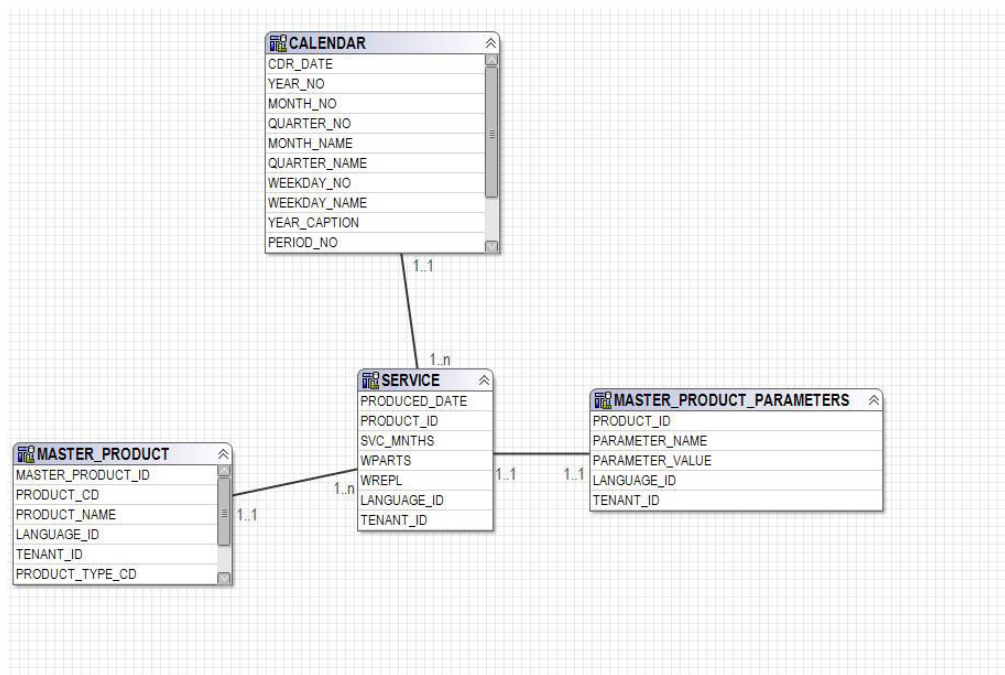 CALENDAR
CDR_DATE
YEAR_NO
MONTH_NO
QUARTER_NO
MONTH_NAME
QUARTER_NAME
WEEKDAY_NO
WEEKDAY_NAME
YEAR_CAPTION
PERIOD_NO
1..1
1..n
SERVICE
PRODUCED_DATE
PRODUCT_ID
SVC_MNTHS
WPARTS
WREPL
LANGUAGE_ID
TENANT_ID
1..1
1..1
MASTER_PRODUCT_PARAMETERS
PRODUCT_ID
PARAMETER_NAME
PARAMETER_VALUE
LANGUAGE_ID
TENANT_ID
MASTER_PRODUCT
MASTER_PRODUCT_ID
PRODUCT_CD
PRODUCT_NAME
LANGUAGE_ID
TENANT_ID
PRODUCT_TYPE_CD
1..1
1..n